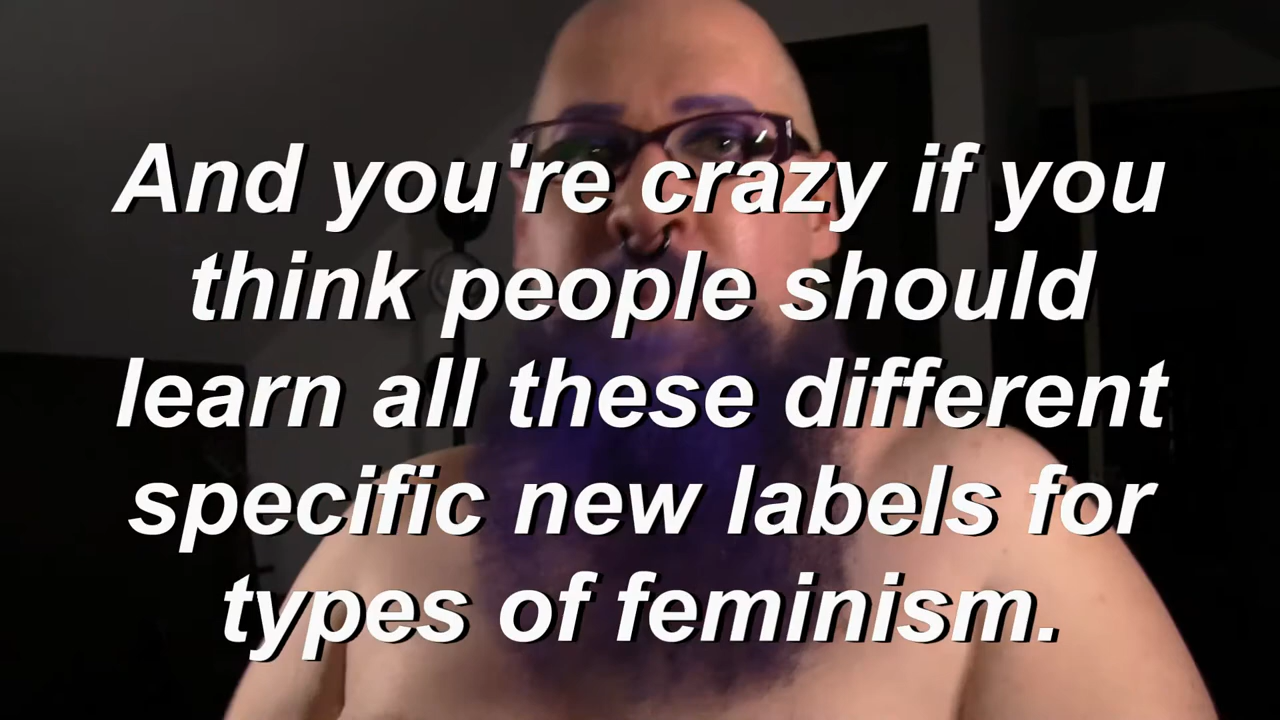 And you're crazy if you
think people should
learn all these different
specific new labels for
types of feminism.